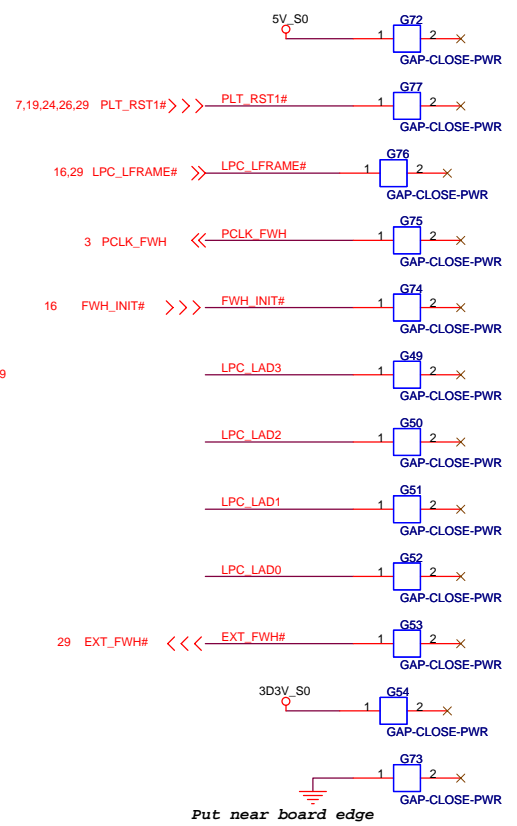 5V_S0
G72
1 2
GAP-CLOSE-PWR
G77
7,19,24,26,29 PLT_RST1# PLT_RST1# 1 2
GAP-CLOSE-PWR
G76
16,29 LPC_LFRAME# LPC_LFRAME# 1 2
GAP-CLOSE-PWR
G75
3 PCLK_FWH PCLK_FWH 1 2
GAP-CLOSE-PWR
G74
16 FWH_INIT# FWH_INIT# 1 2
GAP-CLOSE-PWR
G49
9 LPC_LAD3 1 2
GAP-CLOSE-PWR
G50
LPC_LAD2 1 2
GAP-CLOSE-PWR
G51
LPC_LAD1 1 2
GAP-CLOSE-PWR
G52
LPC_LAD0 1 2
GAP-CLOSE-PWR
G53
29 EXT_FWH# EXT_FWH# 1 2
GAP-CLOSE-PWR
3D3V_S0
G54
1 2
GAP-CLOSE-PWR
G73
1 2
GAP-CLOSE-PWR
Put near board edge